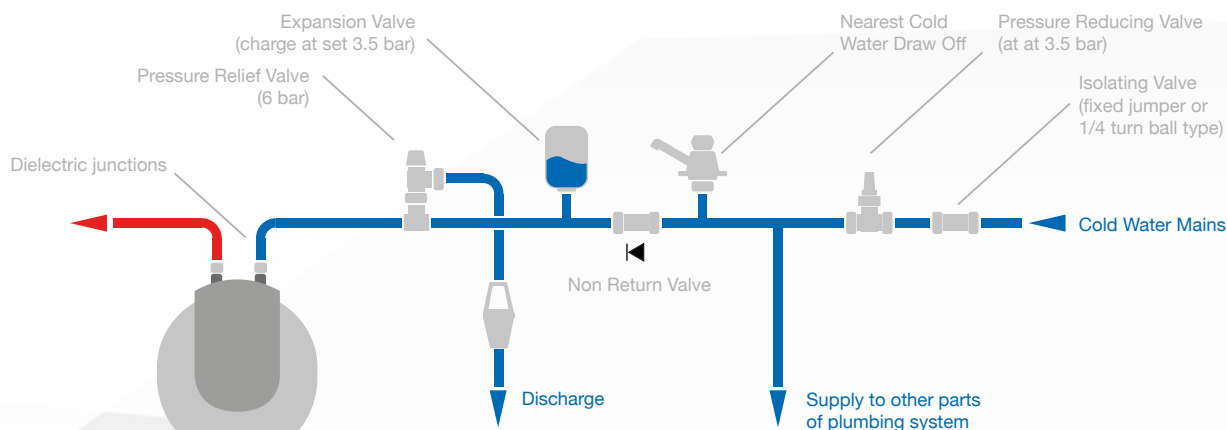 Expansion Valve
(charge at set 3.5 bar)
Nearest Cold
Water Draw Off
Pressure Reducing Valve
(at at 3.5 bar)
Pressure Relief Valve
(6 bar)
Isolating Valve
(fixed jumper or
1/4 turn ball type)
Dielectric junctions
Cold Water Mains
Non Return Valve
Discharge
Supply to other parts
of plumbing system